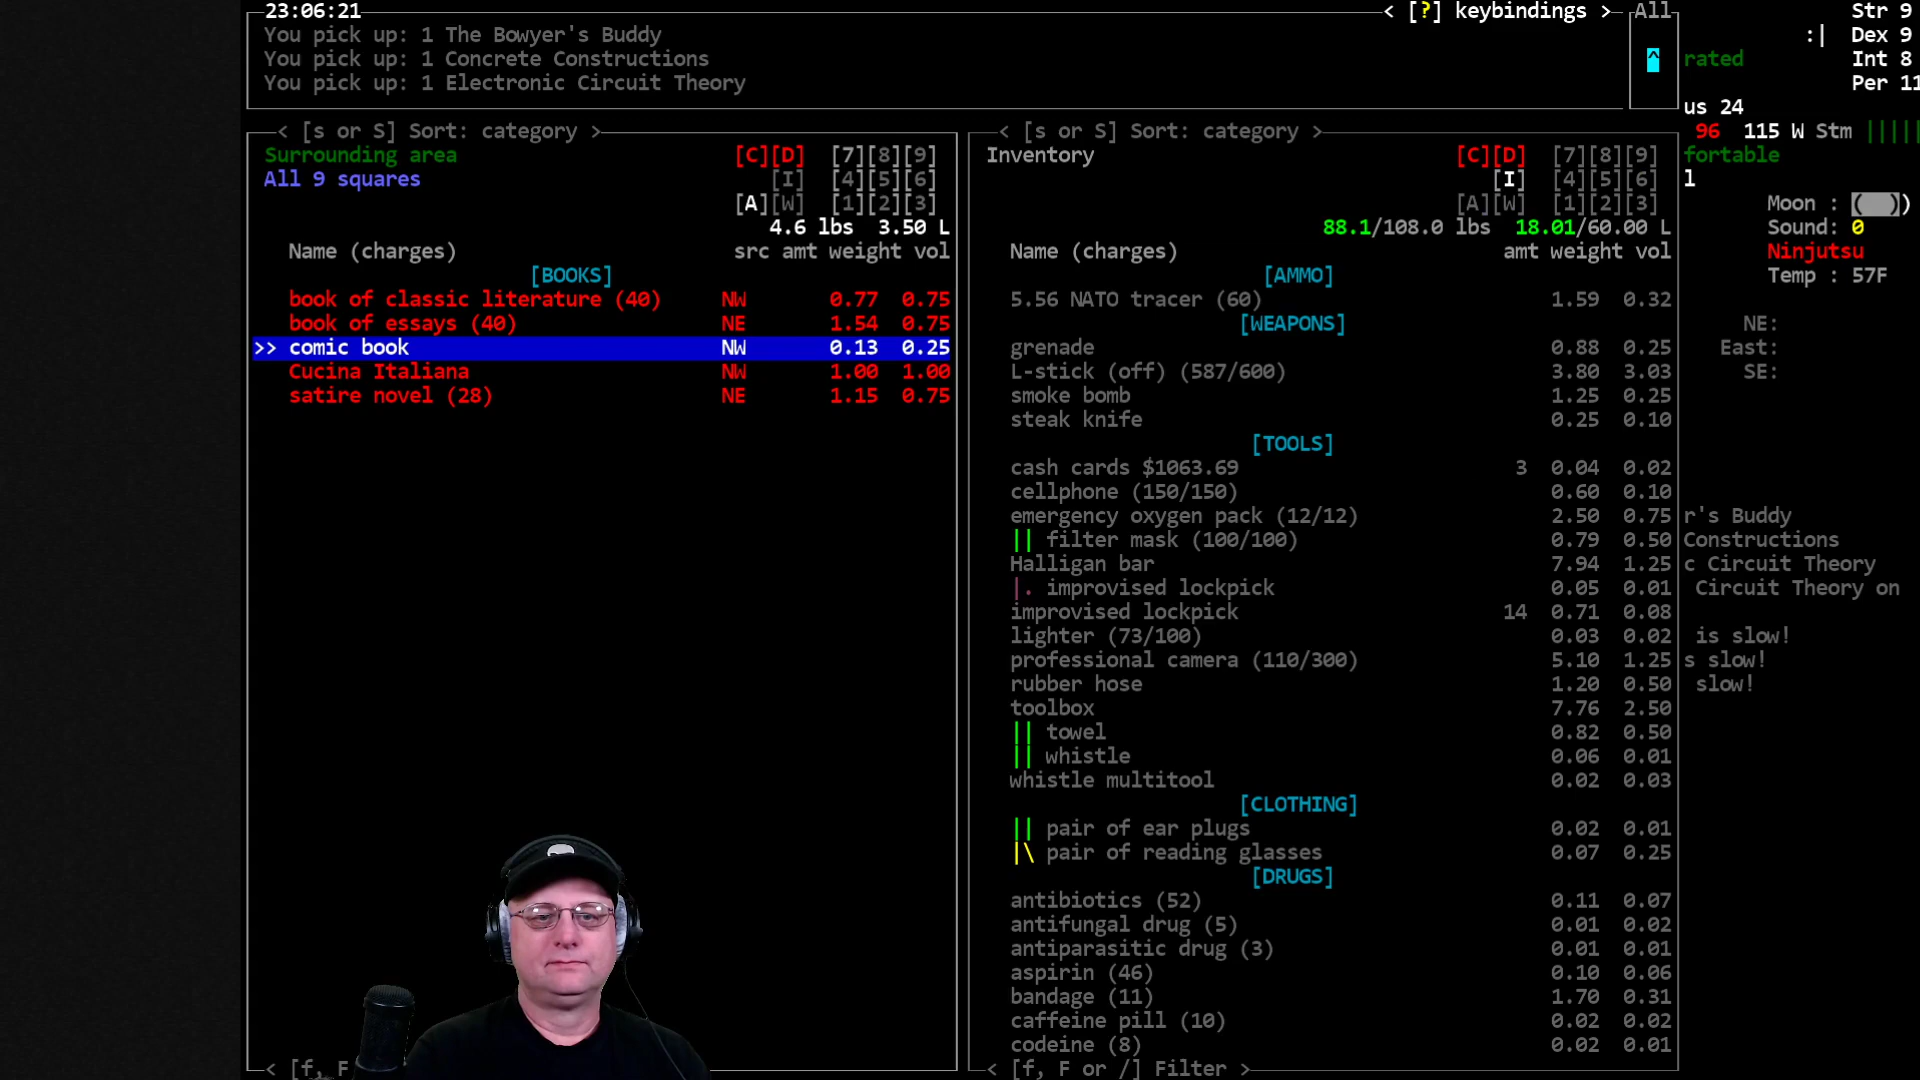 23:06:21 < [?] keybindings > All Str 9
You pick up: 1 The Bowyer's Buddy :| Dex 9
You pick up: 1 Concrete Constructions ^ rated Int 8
You pick up: 1 Electronic Circuit Theory Per 11
us 24
< [s or S] Sort: category > < [s or S] Sort: category > 96 115 W Stm |||||
Surrounding area [C][D] [7][8][9] Inventory [C][D] [7][8][9] fortable
All 9 squares [I] [4][5][6] [I] [4][5][6] l
[A][W] [1][2][3] [A][W] [1][2][3] Moon : ( ))
4.6 lbs 3.50 L 88.1/108.0 lbs 18.01/60.00 L Sound: 0
Name (charges) src amt weight vol Name (charges) amt weight vol Ninjutsu
[BOOKS] [AMMO] Temp : 57F
book of classic literature (40) NW 0.77 0.75 5.56 NATO tracer (60) 1.59 0.32
book of essays (40) NE 1.54 0.75 [WEAPONS] NE:
>> comic book NW 0.13 0.25 grenade 0.88 0.25 East:
Cucina Italiana NW 1.00 1.00 L-stick (off) (587/600) 3.80 3.03 SE:
satire novel (28) NE 1.15 0.75 smoke bomb 1.25 0.25
steak knife 0.25 0.10
[TOOLS]
cash cards $1063.69 3 0.04 0.02
cellphone (150/150) 0.60 0.10
emergency oxygen pack (12/12) 2.50 0.75 r's Buddy
|| filter mask (100/100) 0.79 0.50 Constructions
Halligan bar 7.94 1.25 c Circuit Theory
|. improvised lockpick 0.05 0.01 Circuit Theory on
improvised lockpick 14 0.71 0.08
lighter (73/100) 0.03 0.02 is slow!
professional camera (110/300) 5.10 1.25 s slow!
rubber hose 1.20 0.50 slow!
toolbox 7.76 2.50
|| towel 0.82 0.50
|| whistle 0.06 0.01
whistle multitool 0.02 0.03
[CLOTHING]
|| pair of ear plugs 0.02 0.01
|\ pair of reading glasses 0.07 0.25
[DRUGS]
antibiotics (52) 0.11 0.07
antifungal drug (5) 0.01 0.02
antiparasitic drug (3) 0.01 0.01
aspirin (46) 0.10 0.06
bandage (11) 1.70 0.31
caffeine pill (10) 0.02 0.02
codeine (8) 0.02 0.01
< [f, F < [f, F or /] Filter >